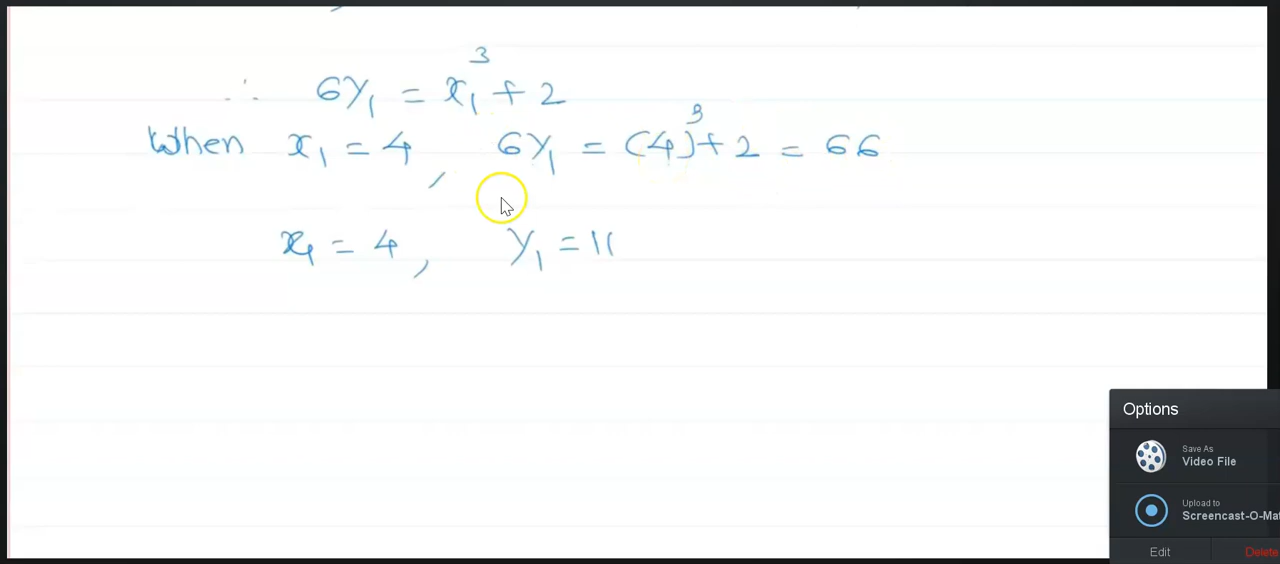 ∴ 6y₁ = x₁³ + 2
When x₁ = 4, 6y₁ = (4)³ + 2 = 66
x₁ = 4, y₁ = 11
Options
Save As
Video File
Upload to
Screencast-O-Mat
Edit Delete